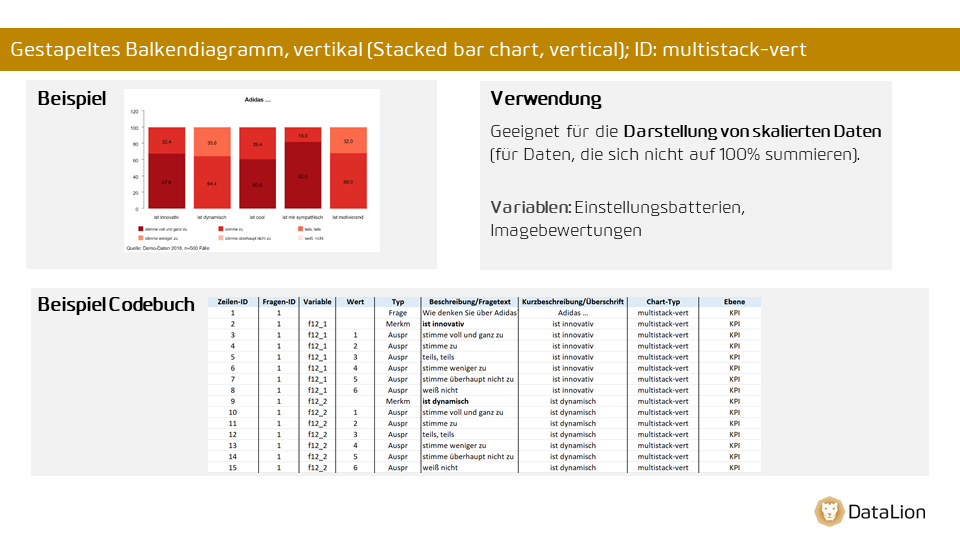 Gestapeltes Balkendiagramm, vertikal (Stacked bar chart, vertical); ID: multistack-vert
Beispiel
Adidas ...
120
100
80
60
40
20
0
32,4 35,6 39,4 18,0 32,0
67,6 64,4 60,6 68,0
ist innovativ ist dynamisch ist cool ist mir sympathisch ist motivierend
stimme voll und ganz zu stimme zu teils, teils
stimme weniger zu stimme überhaupt nicht zu weiß nicht
Quelle: Demo-Daten 2016, n=500 Fälle
Verwendung
Geeignet für die Darstellung von skalierten Daten
(für Daten, die sich nicht auf 100% summieren).
Variablen: Einstellungsbatterien,
Imagebewertungen
Beispiel Codebuch
Zeilen-ID Fragen-ID Variable Wert Typ Beschreibung/Fragetext Kurzbeschreibung/Überschrift Chart-Typ Ebene
1 1 Frage Wie denken Sie über Adidas Adidas ... multistack-vert KPI
2 1 f12_1 Merkm ist innovativ ist innovativ multistack-vert KPI
3 1 f12_1 1 Auspr stimme voll und ganz zu ist innovativ multistack-vert KPI
4 1 f12_1 2 Auspr stimme zu ist innovativ multistack-vert KPI
5 1 f12_1 3 Auspr teils, teils ist innovativ multistack-vert KPI
6 1 f12_1 4 Auspr stimme weniger zu ist innovativ multistack-vert KPI
7 1 f12_1 5 Auspr stimme überhaupt nicht zu ist innovativ multistack-vert KPI
8 1 f12_1 6 Auspr weiß nicht ist innovativ multistack-vert KPI
9 1 f12_2 Merkm ist dynamisch ist dynamisch multistack-vert KPI
10 1 f12_2 1 Auspr stimme voll und ganz zu ist dynamisch multistack-vert KPI
11 1 f12_2 2 Auspr stimme zu ist dynamisch multistack-vert KPI
12 1 f12_2 3 Auspr teils, teils ist dynamisch multistack-vert KPI
13 1 f12_2 4 Auspr stimme weniger zu ist dynamisch multistack-vert KPI
14 1 f12_2 5 Auspr stimme überhaupt nicht zu ist dynamisch multistack-vert KPI
15 1 f12_2 6 Auspr weiß nicht ist dynamisch multistack-vert KPI
DataLion